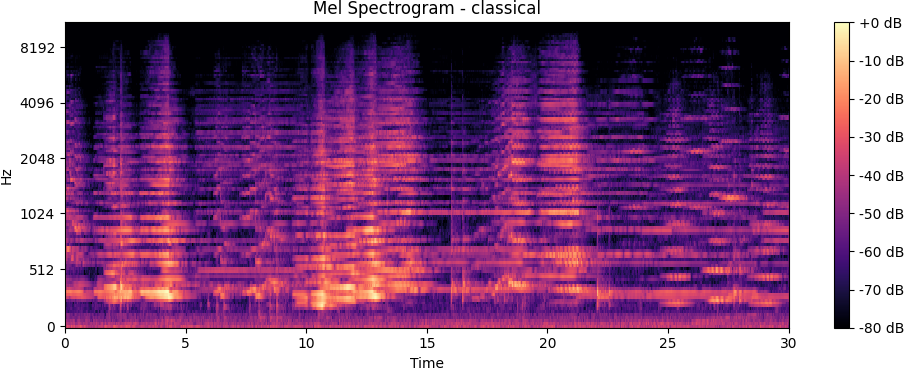 Mel Spectrogram - classical
Hz
8192
4096
2048
1024
512
0
0 5 10 15 20 25 30
Time
+0 dB
-10 dB
-20 dB
-30 dB
-40 dB
-50 dB
-60 dB
-70 dB
-80 dB